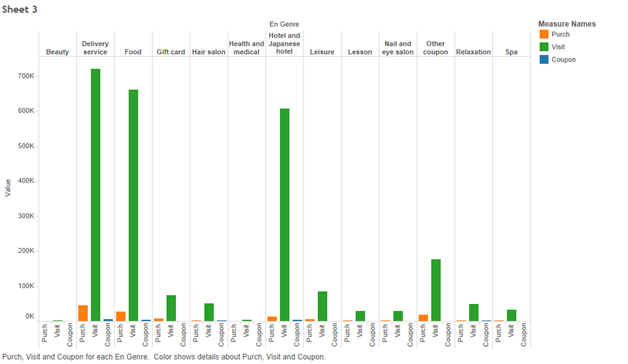 Sheet 3
En Genre
Measure Names
Purch
Visit
Coupon
Beauty
Delivery
service
Food
Gift card
Hair salon
Health and
medical
Hotel and
Japanese
hotel
Leisure
Lesson
Nail and
eye salon
Other
coupon
Relaxation
Spa
Value
700K
600K
500K
400K
300K
200K
100K
0K
Purch
Visit
Coupon
Purch
Visit
Coupon
Purch
Visit
Coupon
Purch
Visit
Coupon
Purch
Visit
Coupon
Purch
Visit
Coupon
Purch
Visit
Coupon
Purch
Visit
Coupon
Purch
Visit
Coupon
Purch
Visit
Coupon
Purch
Visit
Coupon
Purch
Visit
Coupon
Purch
Visit
Coupon
Purch, Visit and Coupon for each En Genre.  Color shows details about Purch, Visit and Coupon.